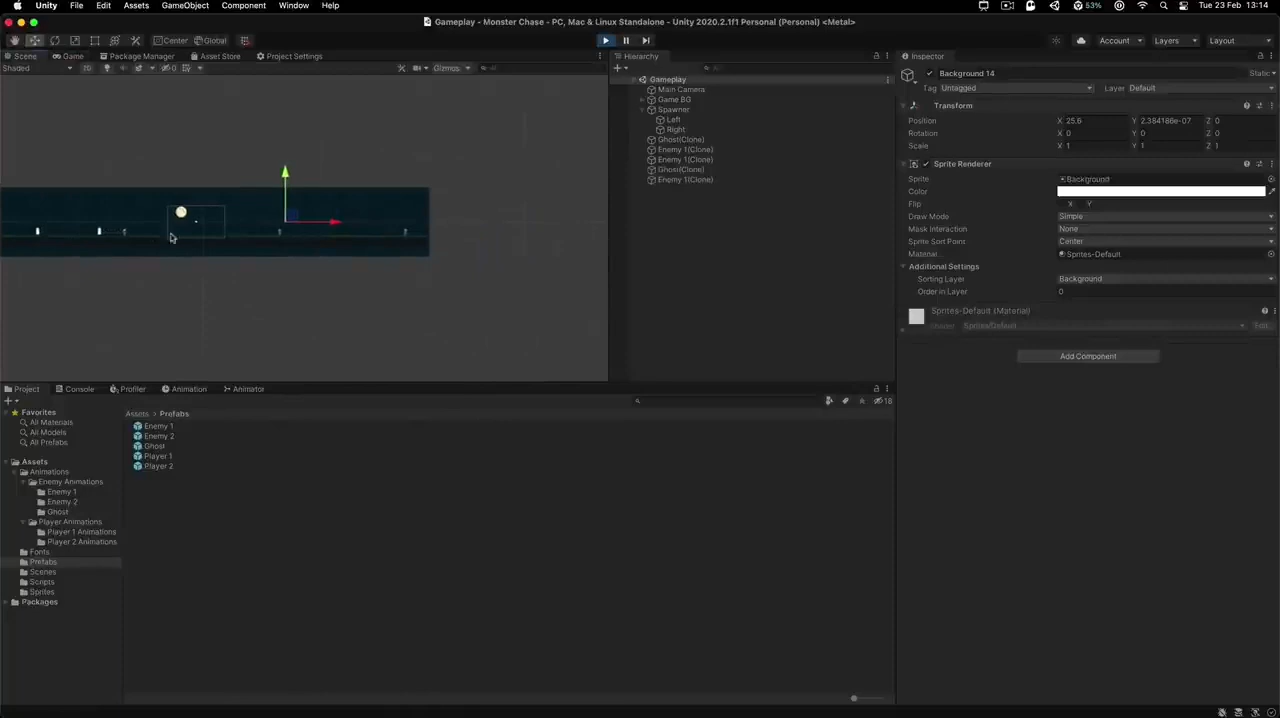 Unity File Edit Assets GameObject Component Window Help 53% Tue 23 Feb 13:14
Gameplay - Monster Chase - PC, Mac & Linux Standalone - Unity 2020.2.1f1 Personal (Personal) <Metal>
Center Global Account Layers Layout
Scene Game Package Manager Asset Store Project Settings Hierarchy Inspector
Shaded 2D 0 Gizmos All
Gameplay
Main Camera
Game BG
Spawner
Left
Right
Ghost(Clone)
Enemy 1(Clone)
Enemy 1(Clone)
Ghost(Clone)
Enemy 1(Clone)
Background 14 Static
Tag Untagged Layer Default
Transform
Position X 25.6 Y 2.384186e-07 Z 0
Rotation X 0 Y 0 Z 0
Scale X 1 Y 1 Z 1
Sprite Renderer
Sprite Background
Color
Flip X Y
Draw Mode Simple
Mask Interaction None
Sprite Sort Point Center
Material Sprites-Default
Additional Settings
Sorting Layer Background
Order in Layer 0
Sprites-Default (Material)
Shader Sprites/Default Edit...
Add Component
Project Console Profiler Animation Animator
18
Favorites
All Materials
All Models
All Prefabs
Assets
Animations
Enemy Animations
Enemy 1
Enemy 2
Ghost
Player Animations
Player 1 Animations
Player 2 Animations
Fonts
Prefabs
Scenes
Scripts
Sprites
Packages
Assets > Prefabs
Enemy 1
Enemy 2
Ghost
Player 1
Player 2